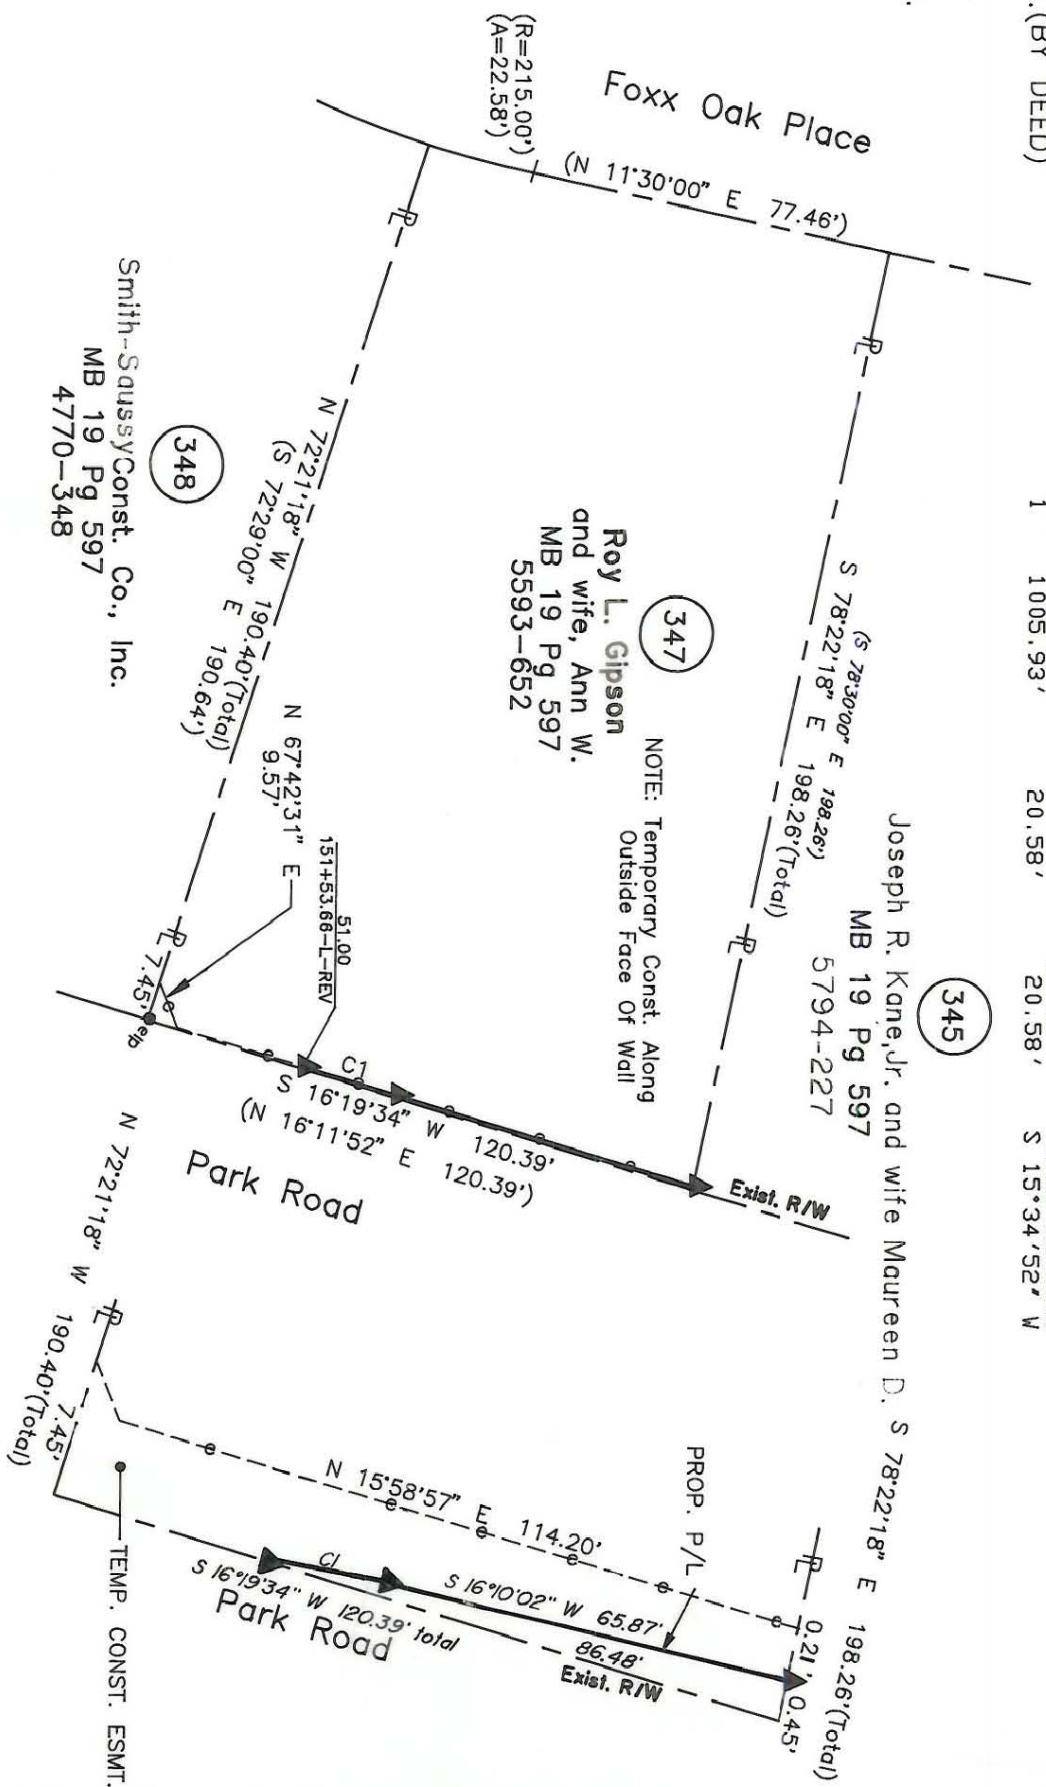 .(BY DEED)
1 1005.93' 20.58' 20.58' S 15°34'52" W
Foxx Oak Place
(R=215.00')
(A=22.58')
(N 11°30'00" E 77.46')
(S 78°30'00" E 198.26')
S 78°22'18" E 198.26'(Total)
345
Joseph R. Kane,Jr. and wife Maureen D.
MB 19 Pg 597
5794-227
347
Roy L. Gipson
and wife, Ann W.
MB 19 Pg 597
5593-652
NOTE: Temporary Const. Along
Outside Face Of Wall
N 72°21'18" W 190.40'(Total)
(S 72°29'00" E 190.64')
348
Smith-SaussyConst. Co., Inc.
MB 19 Pg 597
4770-348
N 67°42'31" E
9.57'
51.00
151+53.66-L-REV
7.45'
eip
C1
S 16°19'34" W 120.39'
(N 16°11'52" E 120.39')
Exist. R/W
Park Road
PL
PL
PL
PL
S 78°22'18" E 198.26'(Total)
0.21'
0.45'
PROP. P/L
N 15°58'57" E 114.20'
C1
S 16°10'02" W 65.87'
86.48'
Exist. R/W
S 16°19'34" W 120.39' total
Park Road
N 72°21'18" W 190.40'(Total)
7.45'
TEMP. CONST. ESMT.
PL
PL